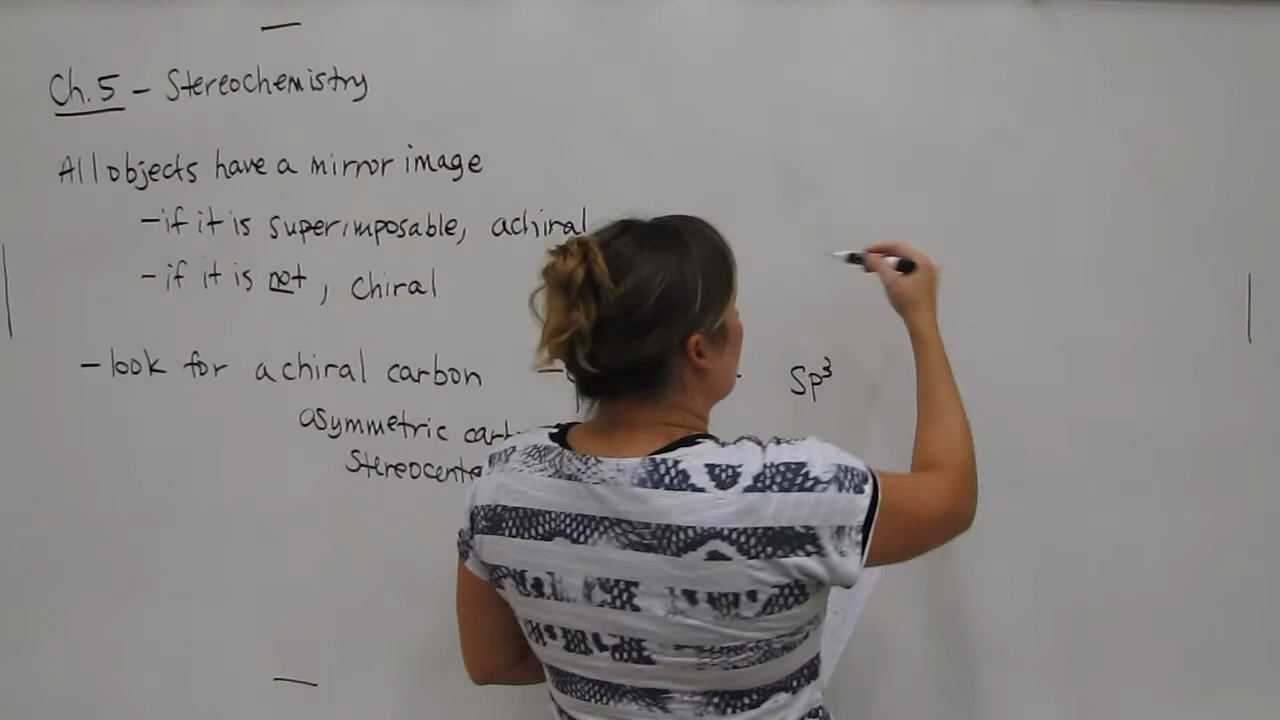 Ch. 5 - Stereochemistry
All objects have a mirror image
- if it is superimposable, achiral
- if it is not, chiral
- look for a chiral carbon - sp³
asymmetric